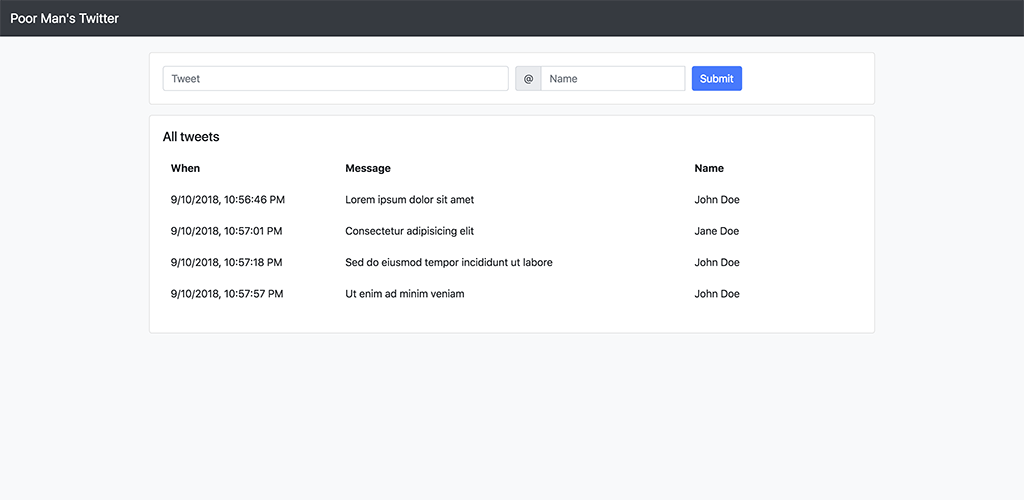 Poor Man's Twitter
Tweet @ Name Submit
All tweets
When Message Name
9/10/2018, 10:56:46 PM Lorem ipsum dolor sit amet John Doe
9/10/2018, 10:57:01 PM Consectetur adipisicing elit Jane Doe
9/10/2018, 10:57:18 PM Sed do eiusmod tempor incididunt ut labore John Doe
9/10/2018, 10:57:57 PM Ut enim ad minim veniam John Doe